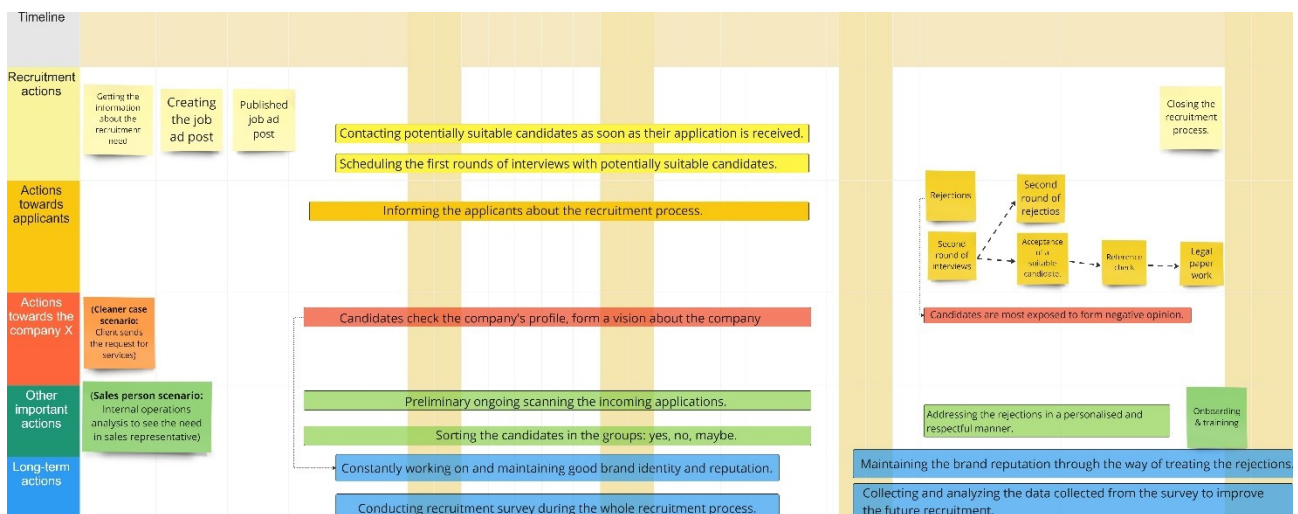 Timeline
Recruitment
actions
Getting the
information
about the
recruitment
need
Creating
the job
ad post
Published
job ad
post
Contacting potentially suitable candidates as soon as their application is received.
Scheduling the first rounds of interviews with potentially suitable candidates.
Closing the
recruitment
process.
Actions
towards
applicants
Informing the applicants about the recruitment process.
Rejections
Second
round of
rejectios
Second
round of
interviews
Acceptance
of a
suitable
candidate.
Reference
check
Legal
paper
work
Actions
towards the
company X
(Cleaner case
scenario:
Client sends
the request for
services)
Candidates check the company's profile, form a vision about the company
Candidates are most exposed to form negative opinion.
Other
important
actions
(Sales person scenario:
Internal operations
analysis to see the need
in sales representative)
Preliminary ongoing scanning the incoming applications.
Sorting the candidates in the groups: yes, no, maybe.
Addressing the rejections in a personalised and
respectful manner.
Onboarding
& traininng
Long-term
actions
Constantly working on and maintaining good brand identity and reputation.
Conducting recruitment survey during the whole recruitment process.
Maintaining the brand reputation through the way of treating the rejections.
Collecting and analyzing the data collected from the survey to improve
the future recruitment.